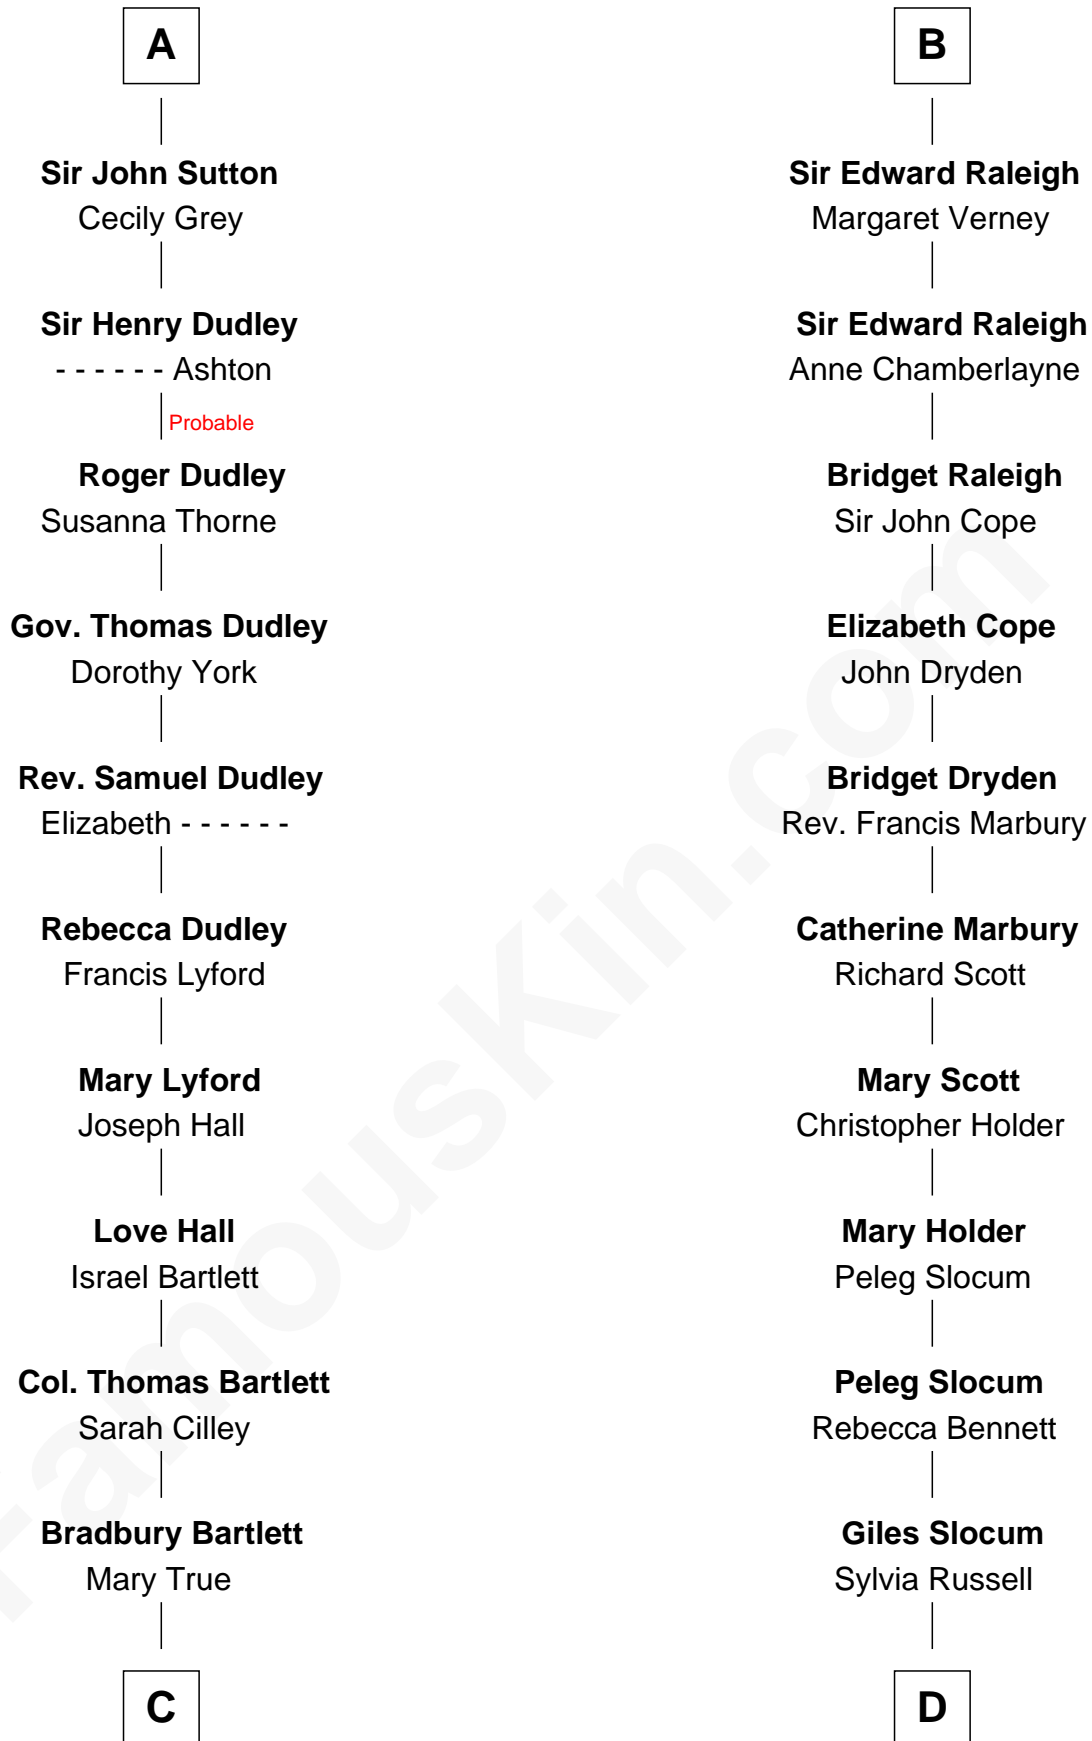 A
Sir John Sutton
Cecily Grey
Sir Henry Dudley
- - - - - - Ashton
Probable
Roger Dudley
Susanna Thorne
Gov. Thomas Dudley
Dorothy York
Rev. Samuel Dudley
Elizabeth - - - - - -
Rebecca Dudley
Francis Lyford
Mary Lyford
Joseph Hall
Love Hall
Israel Bartlett
Col. Thomas Bartlett
Sarah Cilley
Bradbury Bartlett
Mary True
C
B
Sir Edward Raleigh
Margaret Verney
Sir Edward Raleigh
Anne Chamberlayne
Bridget Raleigh
Sir John Cope
Elizabeth Cope
John Dryden
Bridget Dryden
Rev. Francis Marbury
Catherine Marbury
Richard Scott
Mary Scott
Christopher Holder
Mary Holder
Peleg Slocum
Peleg Slocum
Rebecca Bennett
Giles Slocum
Sylvia Russell
D
FamousKin.com